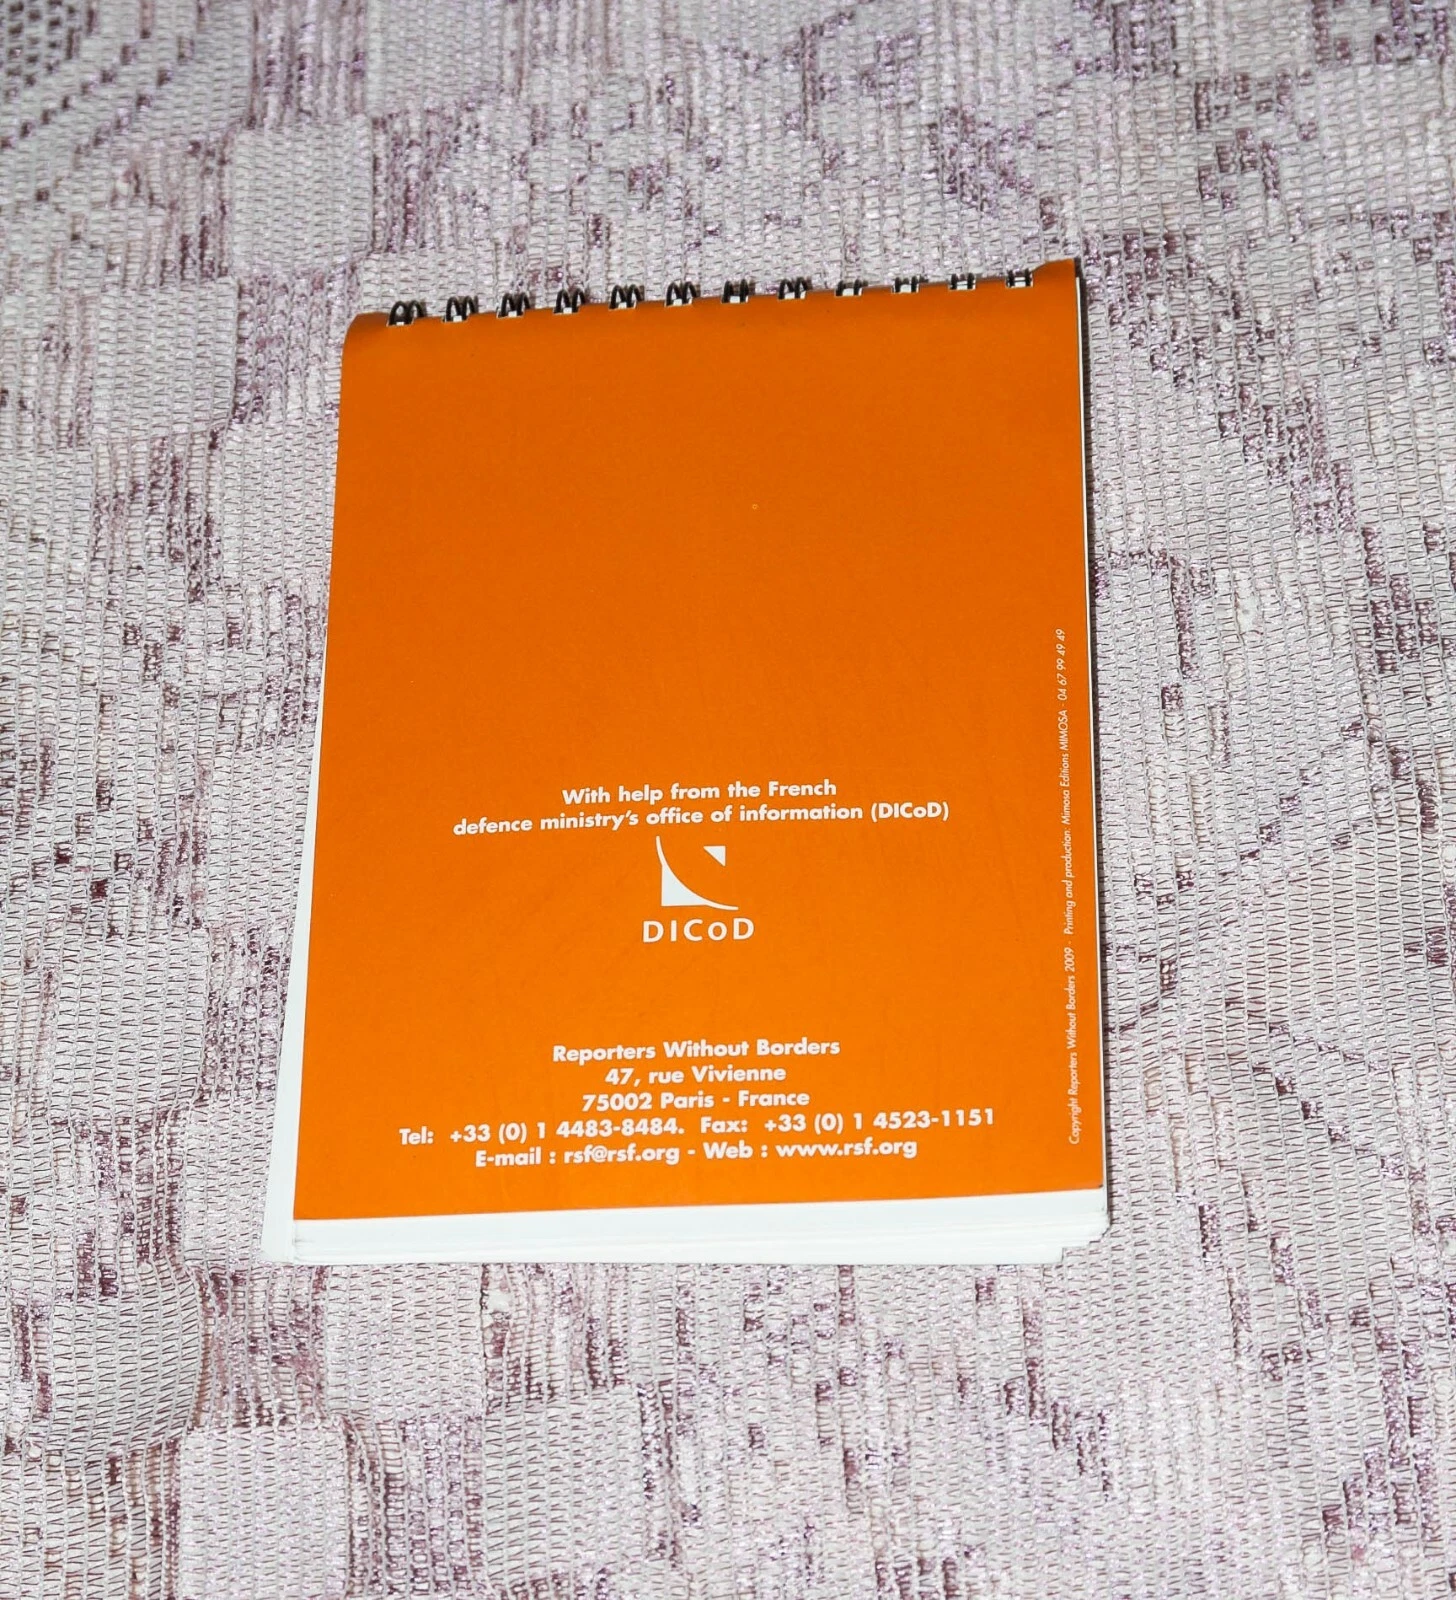 With help from the French
defence ministry's office of information (DICoD)
DICoD
Reporters Without Borders
47, rue Vivienne
75002 Paris - France
Tel: +33 (0) 1 4483-8484. Fax: +33 (0) 1 4523-1151
E-mail : rsf@rsf.org - Web : www.rsf.org
Copyright Reporters Without Borders 2009 - Printing and production: Mimosa Editions MIMOSA - 04 67 99 49 49